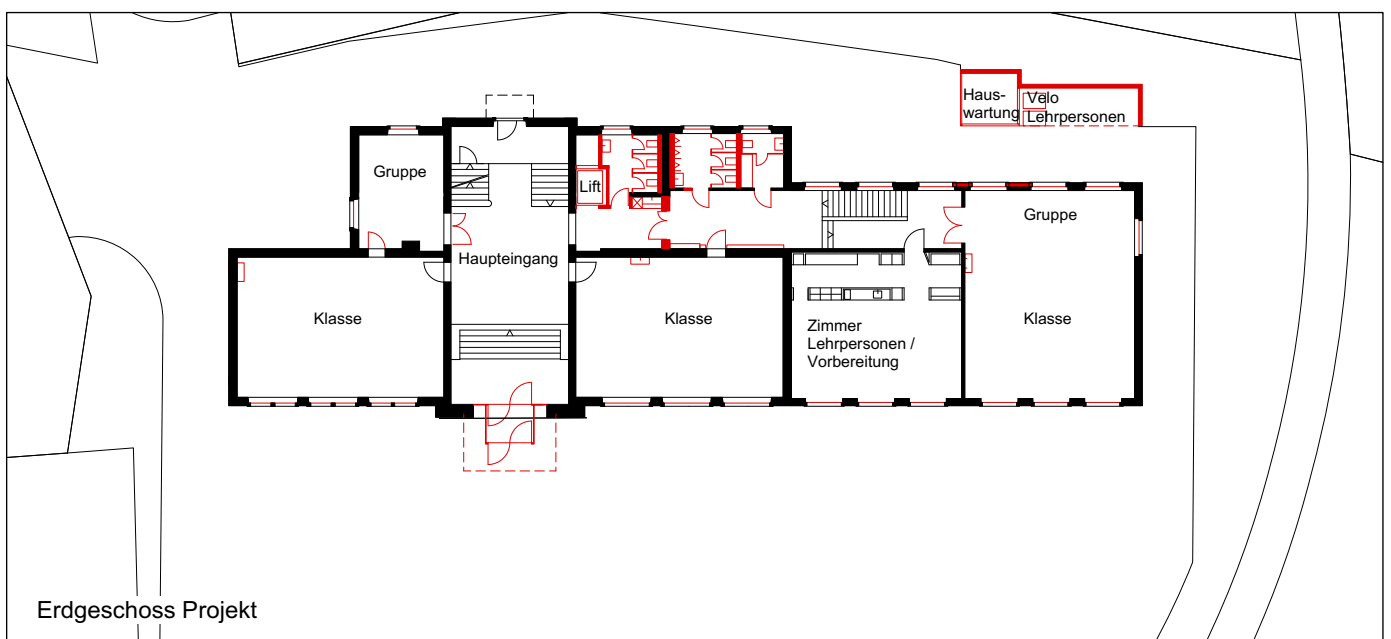 Haus-
wartung
Velo
Lehrpersonen
Gruppe
Lift
Gruppe
Haupteingang
Klasse
Klasse
Zimmer
Lehrpersonen /
Vorbereitung
Klasse
Erdgeschoss Projekt